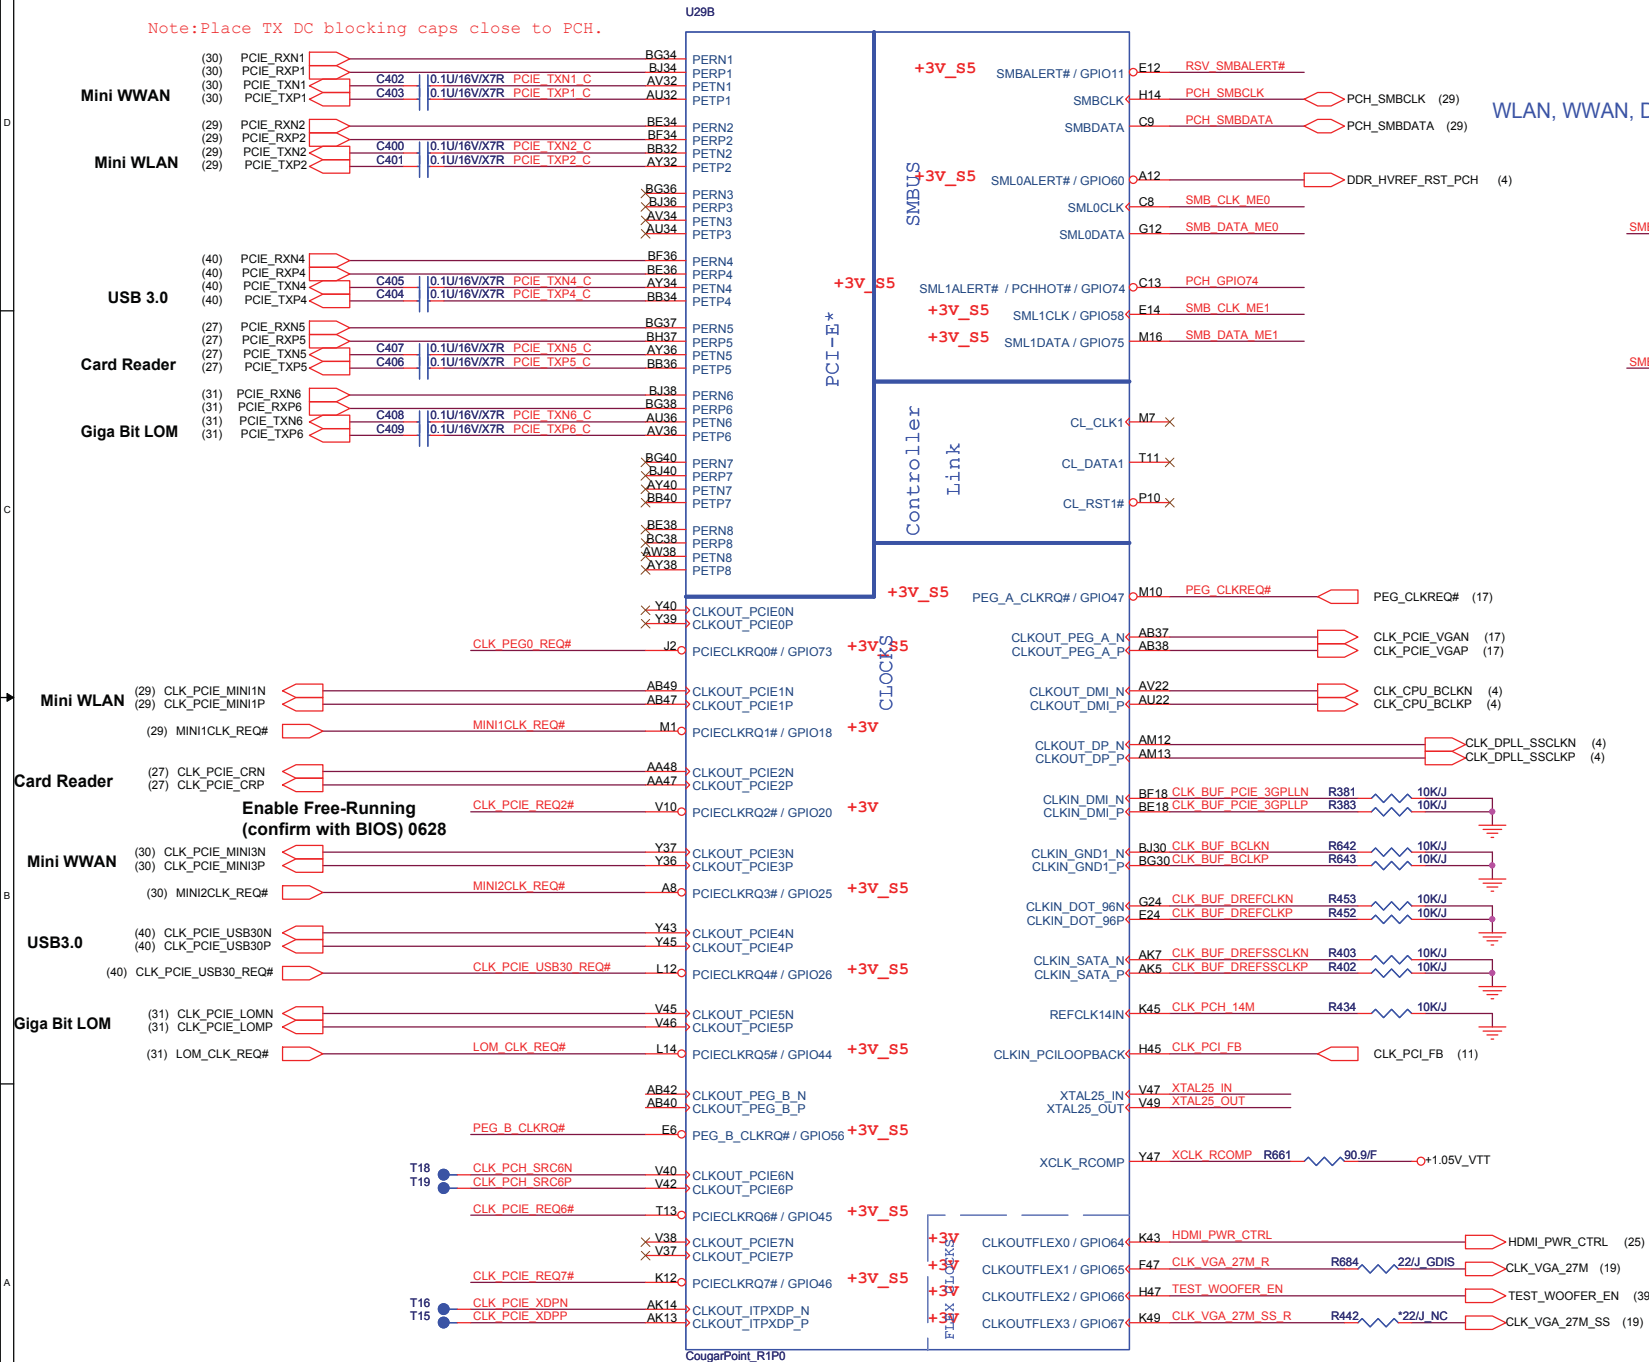 U29B
Note:Place TX DC blocking caps close to PCH.
Mini WWAN
(30) PCIE_RXN1 BG34 PERN1
(30) PCIE_RXP1 BJ34 PERP1
(30) PCIE_TXN1 C402 0.1U/16V/X7R PCIE_TXN1_C AV32 PETN1
(30) PCIE_TXP1 C403 0.1U/16V/X7R PCIE_TXP1_C AU32 PETP1
Mini WLAN
(29) PCIE_RXN2 BE34 PERN2
(29) PCIE_RXP2 BF34 PERP2
(29) PCIE_TXN2 C400 0.1U/16V/X7R PCIE_TXN2_C BB32 PETN2
(29) PCIE_TXP2 C401 0.1U/16V/X7R PCIE_TXP2_C AY32 PETP2
BG36 PERN3
BJ36 PERP3
AV34 PETN3
AU34 PETP3
USB 3.0
(40) PCIE_RXN4 BF36 PERN4
(40) PCIE_RXP4 BE36 PERP4
(40) PCIE_TXN4 C405 0.1U/16V/X7R PCIE_TXN4_C AY34 PETN4
(40) PCIE_TXP4 C404 0.1U/16V/X7R PCIE_TXP4_C BB34 PETP4
Card Reader
(27) PCIE_RXN5 BG37 PERN5
(27) PCIE_RXP5 BH37 PERP5
(27) PCIE_TXN5 C407 0.1U/16V/X7R PCIE_TXN5_C AY36 PETN5
(27) PCIE_TXP5 C406 0.1U/16V/X7R PCIE_TXP5_C BB36 PETP5
Giga Bit LOM
(31) PCIE_RXN6 BJ38 PERN6
(31) PCIE_RXP6 BG38 PERP6
(31) PCIE_TXN6 C408 0.1U/16V/X7R PCIE_TXN6_C AU36 PETN6
(31) PCIE_TXP6 C409 0.1U/16V/X7R PCIE_TXP6_C AV36 PETP6
BG40 PERN7
BJ40 PERP7
AY40 PETN7
BB40 PETP7
BE38 PERN8
BC38 PERP8
AW38 PETN8
AY38 PETP8
PCI-E*
Y40 CLKOUT_PCIE0N
Y39 CLKOUT_PCIE0P
CLK_PEG0_REQ# J2 PCIECLKRQ0# / GPIO73 +3V_S5
Mini WLAN
(29) CLK_PCIE_MINI1N AB49 CLKOUT_PCIE1N
(29) CLK_PCIE_MINI1P AB47 CLKOUT_PCIE1P
(29) MINI1CLK_REQ# MINI1CLK_REQ# M1 PCIECLKRQ1# / GPIO18 +3V
Card Reader
(27) CLK_PCIE_CRN AA48 CLKOUT_PCIE2N
(27) CLK_PCIE_CRP AA47 CLKOUT_PCIE2P
Enable Free-Running
(confirm with BIOS) 0628
CLK_PCIE_REQ2# V10 PCIECLKRQ2# / GPIO20 +3V
Mini WWAN
(30) CLK_PCIE_MINI3N Y37 CLKOUT_PCIE3N
(30) CLK_PCIE_MINI3P Y36 CLKOUT_PCIE3P
(30) MINI2CLK_REQ# MINI2CLK_REQ# A8 PCIECLKRQ3# / GPIO25 +3V_S5
USB3.0
(40) CLK_PCIE_USB30N Y43 CLKOUT_PCIE4N
(40) CLK_PCIE_USB30P Y45 CLKOUT_PCIE4P
(40) CLK_PCIE_USB30_REQ# CLK_PCIE_USB30_REQ# L12 PCIECLKRQ4# / GPIO26 +3V_S5
Giga Bit LOM
(31) CLK_PCIE_LOMN V45 CLKOUT_PCIE5N
(31) CLK_PCIE_LOMP V46 CLKOUT_PCIE5P
(31) LOM_CLK_REQ# LOM_CLK_REQ# L14 PCIECLKRQ5# / GPIO44 +3V_S5
AB42 CLKOUT_PEG_B_N
AB40 CLKOUT_PEG_B_P
PEG_B_CLKRQ# E6 PEG_B_CLKRQ# / GPIO56 +3V_S5
T18 CLK_PCH_SRC6N V40 CLKOUT_PCIE6N
T19 CLK_PCH_SRC6P V42 CLKOUT_PCIE6P
CLK_PCIE_REQ6# T13 PCIECLKRQ6# / GPIO45 +3V_S5
V38 CLKOUT_PCIE7N
V37 CLKOUT_PCIE7P
CLK_PCIE_REQ7# K12 PCIECLKRQ7# / GPIO46 +3V_S5
T16 CLK_PCIE_XDPN AK14 CLKOUT_ITPXDP_N
T15 CLK_PCIE_XDPP AK13 CLKOUT_ITPXDP_P
CougarPoint_R1P0
SMBUS
+3V_S5 SMBALERT# / GPIO11 E12 RSV_SMBALERT#
SMBCLK H14 PCH_SMBCLK PCH_SMBCLK (29)
SMBDATA C9 PCH_SMBDATA PCH_SMBDATA (29)
WLAN, WWAN, D
+3V_S5 SML0ALERT# / GPIO60 A12 DDR_HVREF_RST_PCH (4)
SML0CLK C8 SMB_CLK_ME0
SML0DATA G12 SMB_DATA_ME0
SME
+3V_S5 SML1ALERT# / PCHHOT# / GPIO74 C13 PCH_GPIO74
+3V_S5 SML1CLK / GPIO58 E14 SMB_CLK_ME1
+3V_S5 SML1DATA / GPIO75 M16 SMB_DATA_ME1
SME
Controller
Link
CL_CLK1 M7
CL_DATA1 T11
CL_RST1# P10
CLOCKS
+3V_S5 PEG_A_CLKRQ# / GPIO47 M10 PEG_CLKREQ# PEG_CLKREQ# (17)
CLKOUT_PEG_A_N AB37 CLK_PCIE_VGAN (17)
CLKOUT_PEG_A_P AB38 CLK_PCIE_VGAP (17)
CLKOUT_DMI_N AV22 CLK_CPU_BCLKN (4)
CLKOUT_DMI_P AU22 CLK_CPU_BCLKP (4)
CLKOUT_DP_N AM12 CLK_DPLL_SSCLKN (4)
CLKOUT_DP_P AM13 CLK_DPLL_SSCLKP (4)
CLKIN_DMI_N BF18 CLK_BUF_PCIE_3GPLLN R381 10K/J
CLKIN_DMI_P BE18 CLK_BUF_PCIE_3GPLLP R383 10K/J
CLKIN_GND1_N BJ30 CLK_BUF_BCLKN R642 10K/J
CLKIN_GND1_P BG30 CLK_BUF_BCLKP R643 10K/J
CLKIN_DOT_96N G24 CLK_BUF_DREFCLKN R453 10K/J
CLKIN_DOT_96P E24 CLK_BUF_DREFCLKP R452 10K/J
CLKIN_SATA_N AK7 CLK_BUF_DREFSSCLKN R403 10K/J
CLKIN_SATA_P AK5 CLK_BUF_DREFSSCLKP R402 10K/J
REFCLK14IN K45 CLK_PCH_14M R434 10K/J
CLKIN_PCILOOPBACK H45 CLK_PCI_FB CLK_PCI_FB (11)
XTAL25_IN V47 XTAL25_IN
XTAL25_OUT V49 XTAL25_OUT
XCLK_RCOMP Y47 XCLK_RCOMP R661 90.9/F +1.05V_VTT
FLEX CLOCKS
+3V CLKOUTFLEX0 / GPIO64 K43 HDMI_PWR_CTRL HDMI_PWR_CTRL (25)
+3V CLKOUTFLEX1 / GPIO65 F47 CLK_VGA_27M_R R684 22/J_GDIS CLK_VGA_27M (19)
+3V CLKOUTFLEX2 / GPIO66 H47 TEST_WOOFER_EN TEST_WOOFER_EN (39
+3V CLKOUTFLEX3 / GPIO67 K49 CLK_VGA_27M_SS_R R442 *22/J_NC CLK_VGA_27M_SS (19)
D
C
B
A